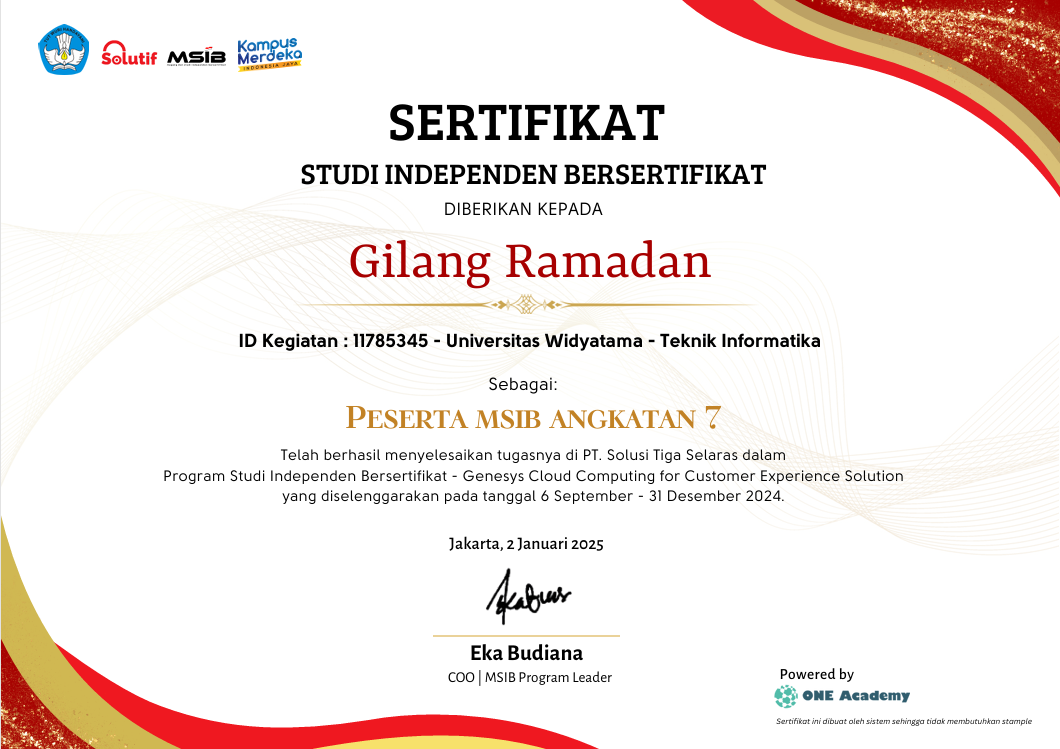 Solutif MSIB Kampus
Merdeka
INDONESIA JAYA
SERTIFIKAT
STUDI INDEPENDEN BERSERTIFIKAT
DIBERIKAN KEPADA
Gilang Ramadan
ID Kegiatan : 11785345 - Universitas Widyatama - Teknik Informatika
Sebagai:
PESERTA MSIB ANGKATAN 7
Telah berhasil menyelesaikan tugasnya di PT. Solusi Tiga Selaras dalam
Program Studi Independen Bersertifikat - Genesys Cloud Computing for Customer Experience Solution
yang diselenggarakan pada tanggal 6 September - 31 Desember 2024.
Jakarta, 2 Januari 2025
Eka Budiana
COO | MSIB Program Leader
Powered by
ONE Academy
Sertifikat ini dibuat oleh sistem sehingga tidak membutuhkan stample